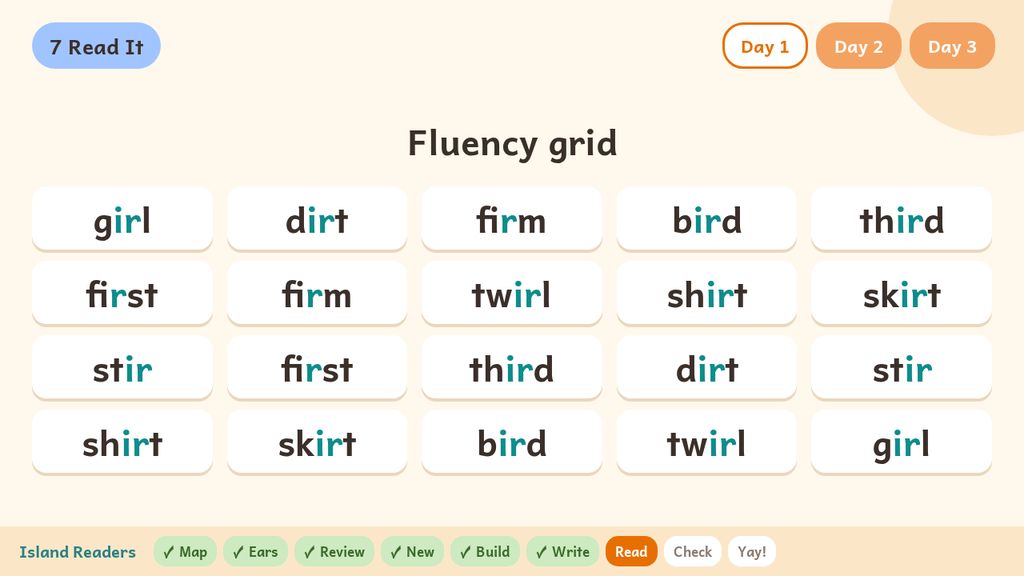 7 Read It
Day 1 Day 2 Day 3
Fluency grid
girl dirt firm bird third
first firm twirl shirt skirt
stir first third dirt stir
shirt skirt bird twirl girl
Island Readers ✓ Map ✓ Ears ✓ Review ✓ New ✓ Build ✓ Write Read Check Yay!